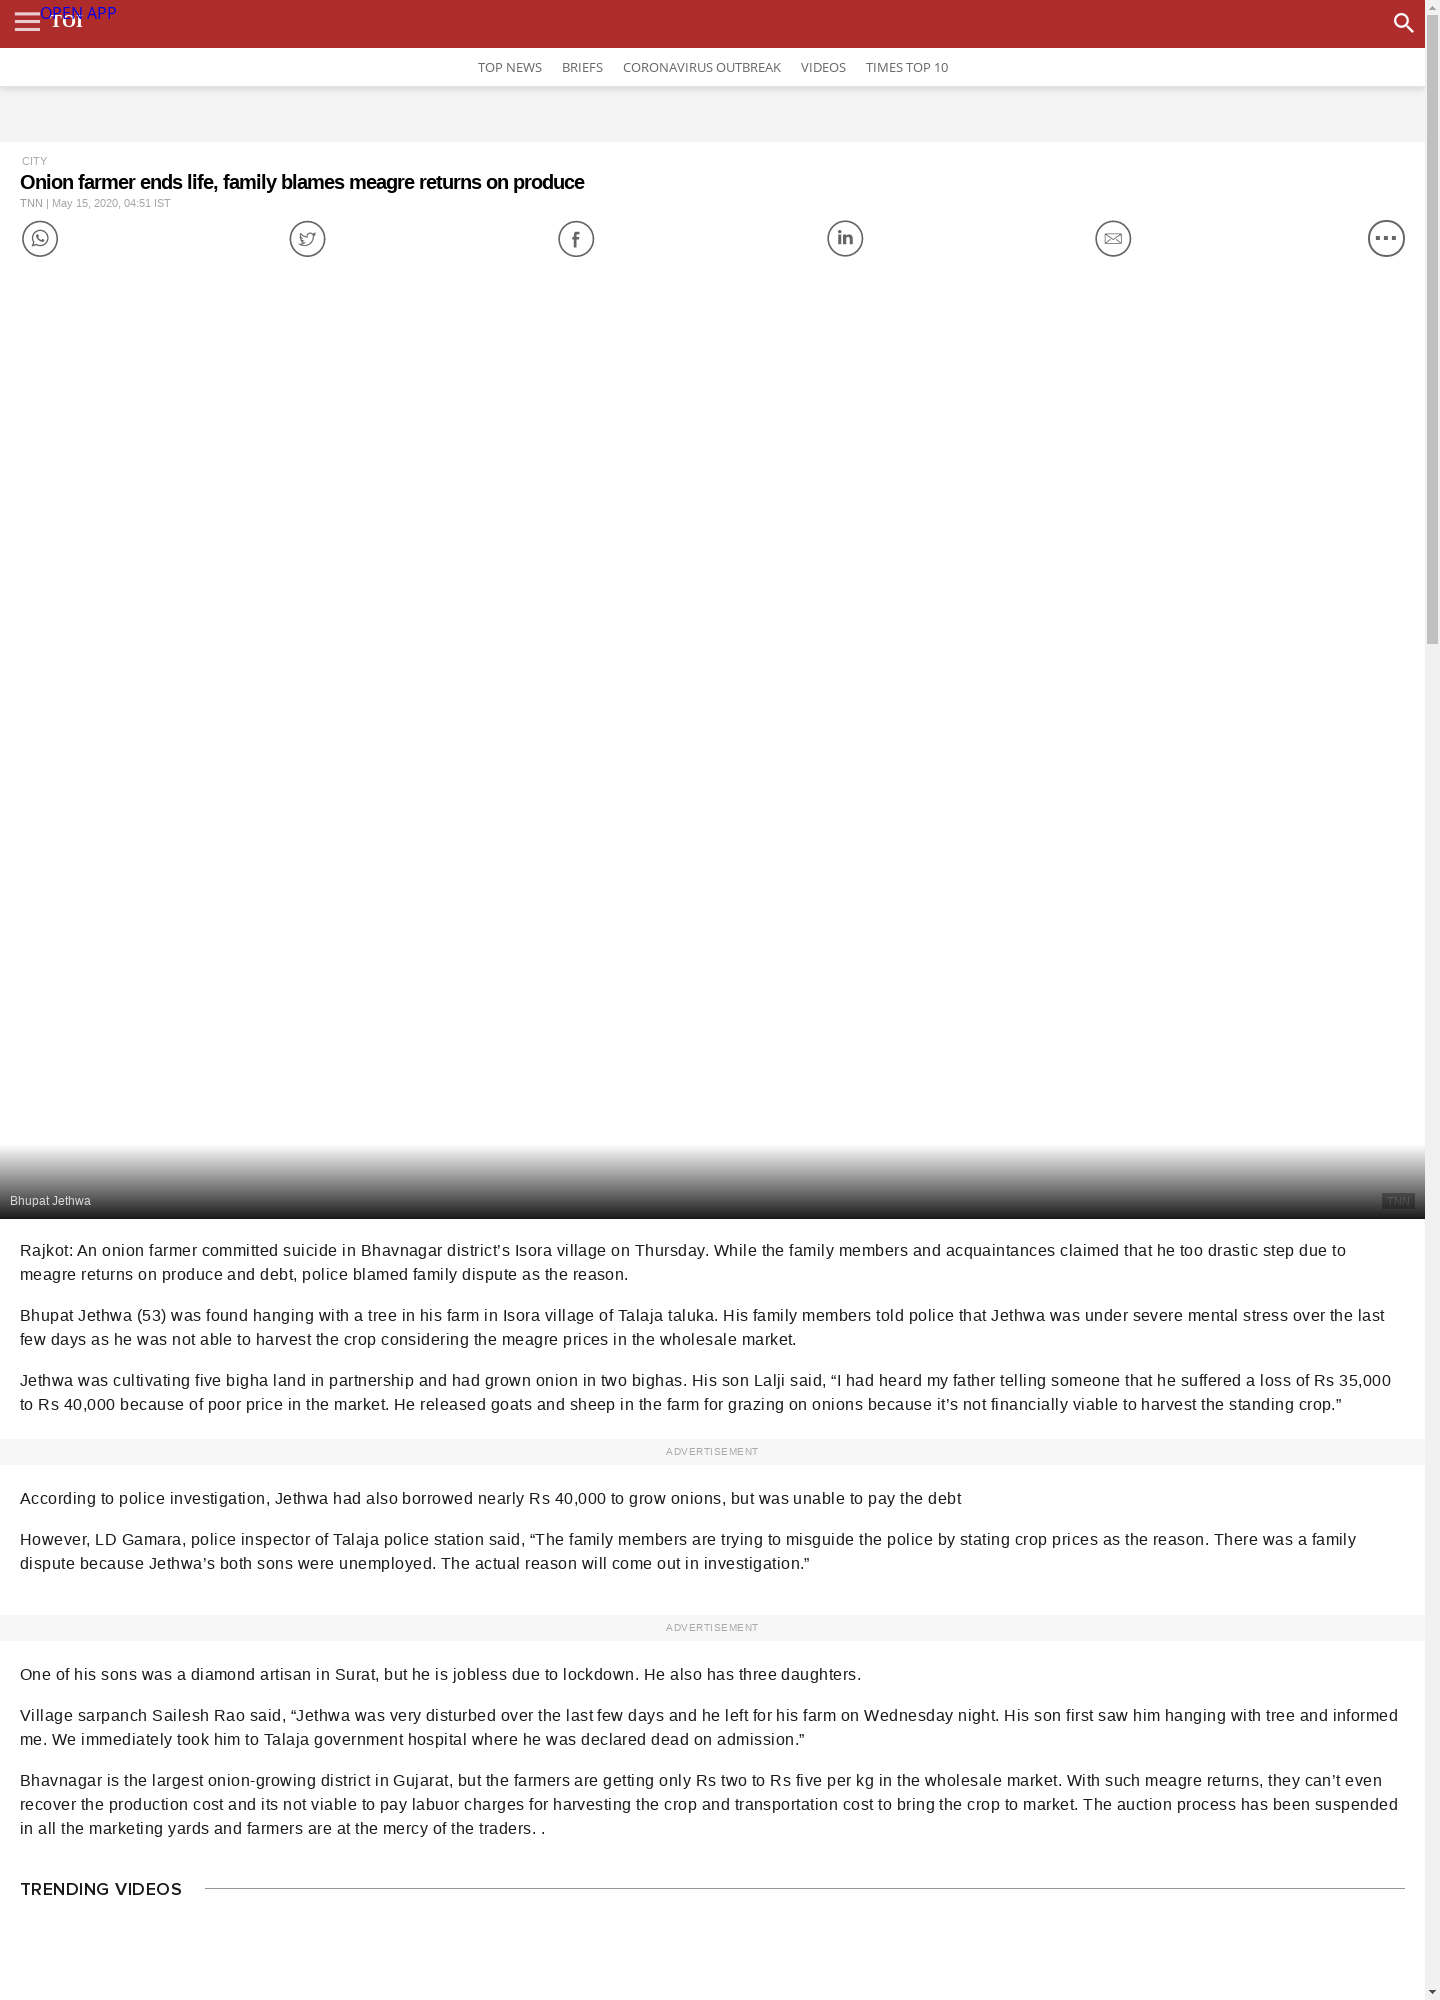 OPEN APP
TOI
TOP NEWS BRIEFS CORONAVIRUS OUTBREAK VIDEOS TIMES TOP 10
CITY
Onion farmer ends life, family blames meagre returns on produce
TNN | May 15, 2020, 04:51 IST
Bhupat Jethwa
TNN
Rajkot: An onion farmer committed suicide in Bhavnagar district’s Isora village on Thursday. While the family members and acquaintances claimed that he too drastic step due to
meagre returns on produce and debt, police blamed family dispute as the reason.
Bhupat Jethwa (53) was found hanging with a tree in his farm in Isora village of Talaja taluka. His family members told police that Jethwa was under severe mental stress over the last
few days as he was not able to harvest the crop considering the meagre prices in the wholesale market.
Jethwa was cultivating five bigha land in partnership and had grown onion in two bighas. His son Lalji said, “I had heard my father telling someone that he suffered a loss of Rs 35,000
to Rs 40,000 because of poor price in the market. He released goats and sheep in the farm for grazing on onions because it’s not financially viable to harvest the standing crop.”
ADVERTISEMENT
According to police investigation, Jethwa had also borrowed nearly Rs 40,000 to grow onions, but was unable to pay the debt
However, LD Gamara, police inspector of Talaja police station said, “The family members are trying to misguide the police by stating crop prices as the reason. There was a family
dispute because Jethwa’s both sons were unemployed. The actual reason will come out in investigation.”
ADVERTISEMENT
One of his sons was a diamond artisan in Surat, but he is jobless due to lockdown. He also has three daughters.
Village sarpanch Sailesh Rao said, “Jethwa was very disturbed over the last few days and he left for his farm on Wednesday night. His son first saw him hanging with tree and informed
me. We immediately took him to Talaja government hospital where he was declared dead on admission.”
Bhavnagar is the largest onion-growing district in Gujarat, but the farmers are getting only Rs two to Rs five per kg in the wholesale market. With such meagre returns, they can’t even
recover the production cost and its not viable to pay labuor charges for harvesting the crop and transportation cost to bring the crop to market. The auction process has been suspended
in all the marketing yards and farmers are at the mercy of the traders. .
TRENDING VIDEOS